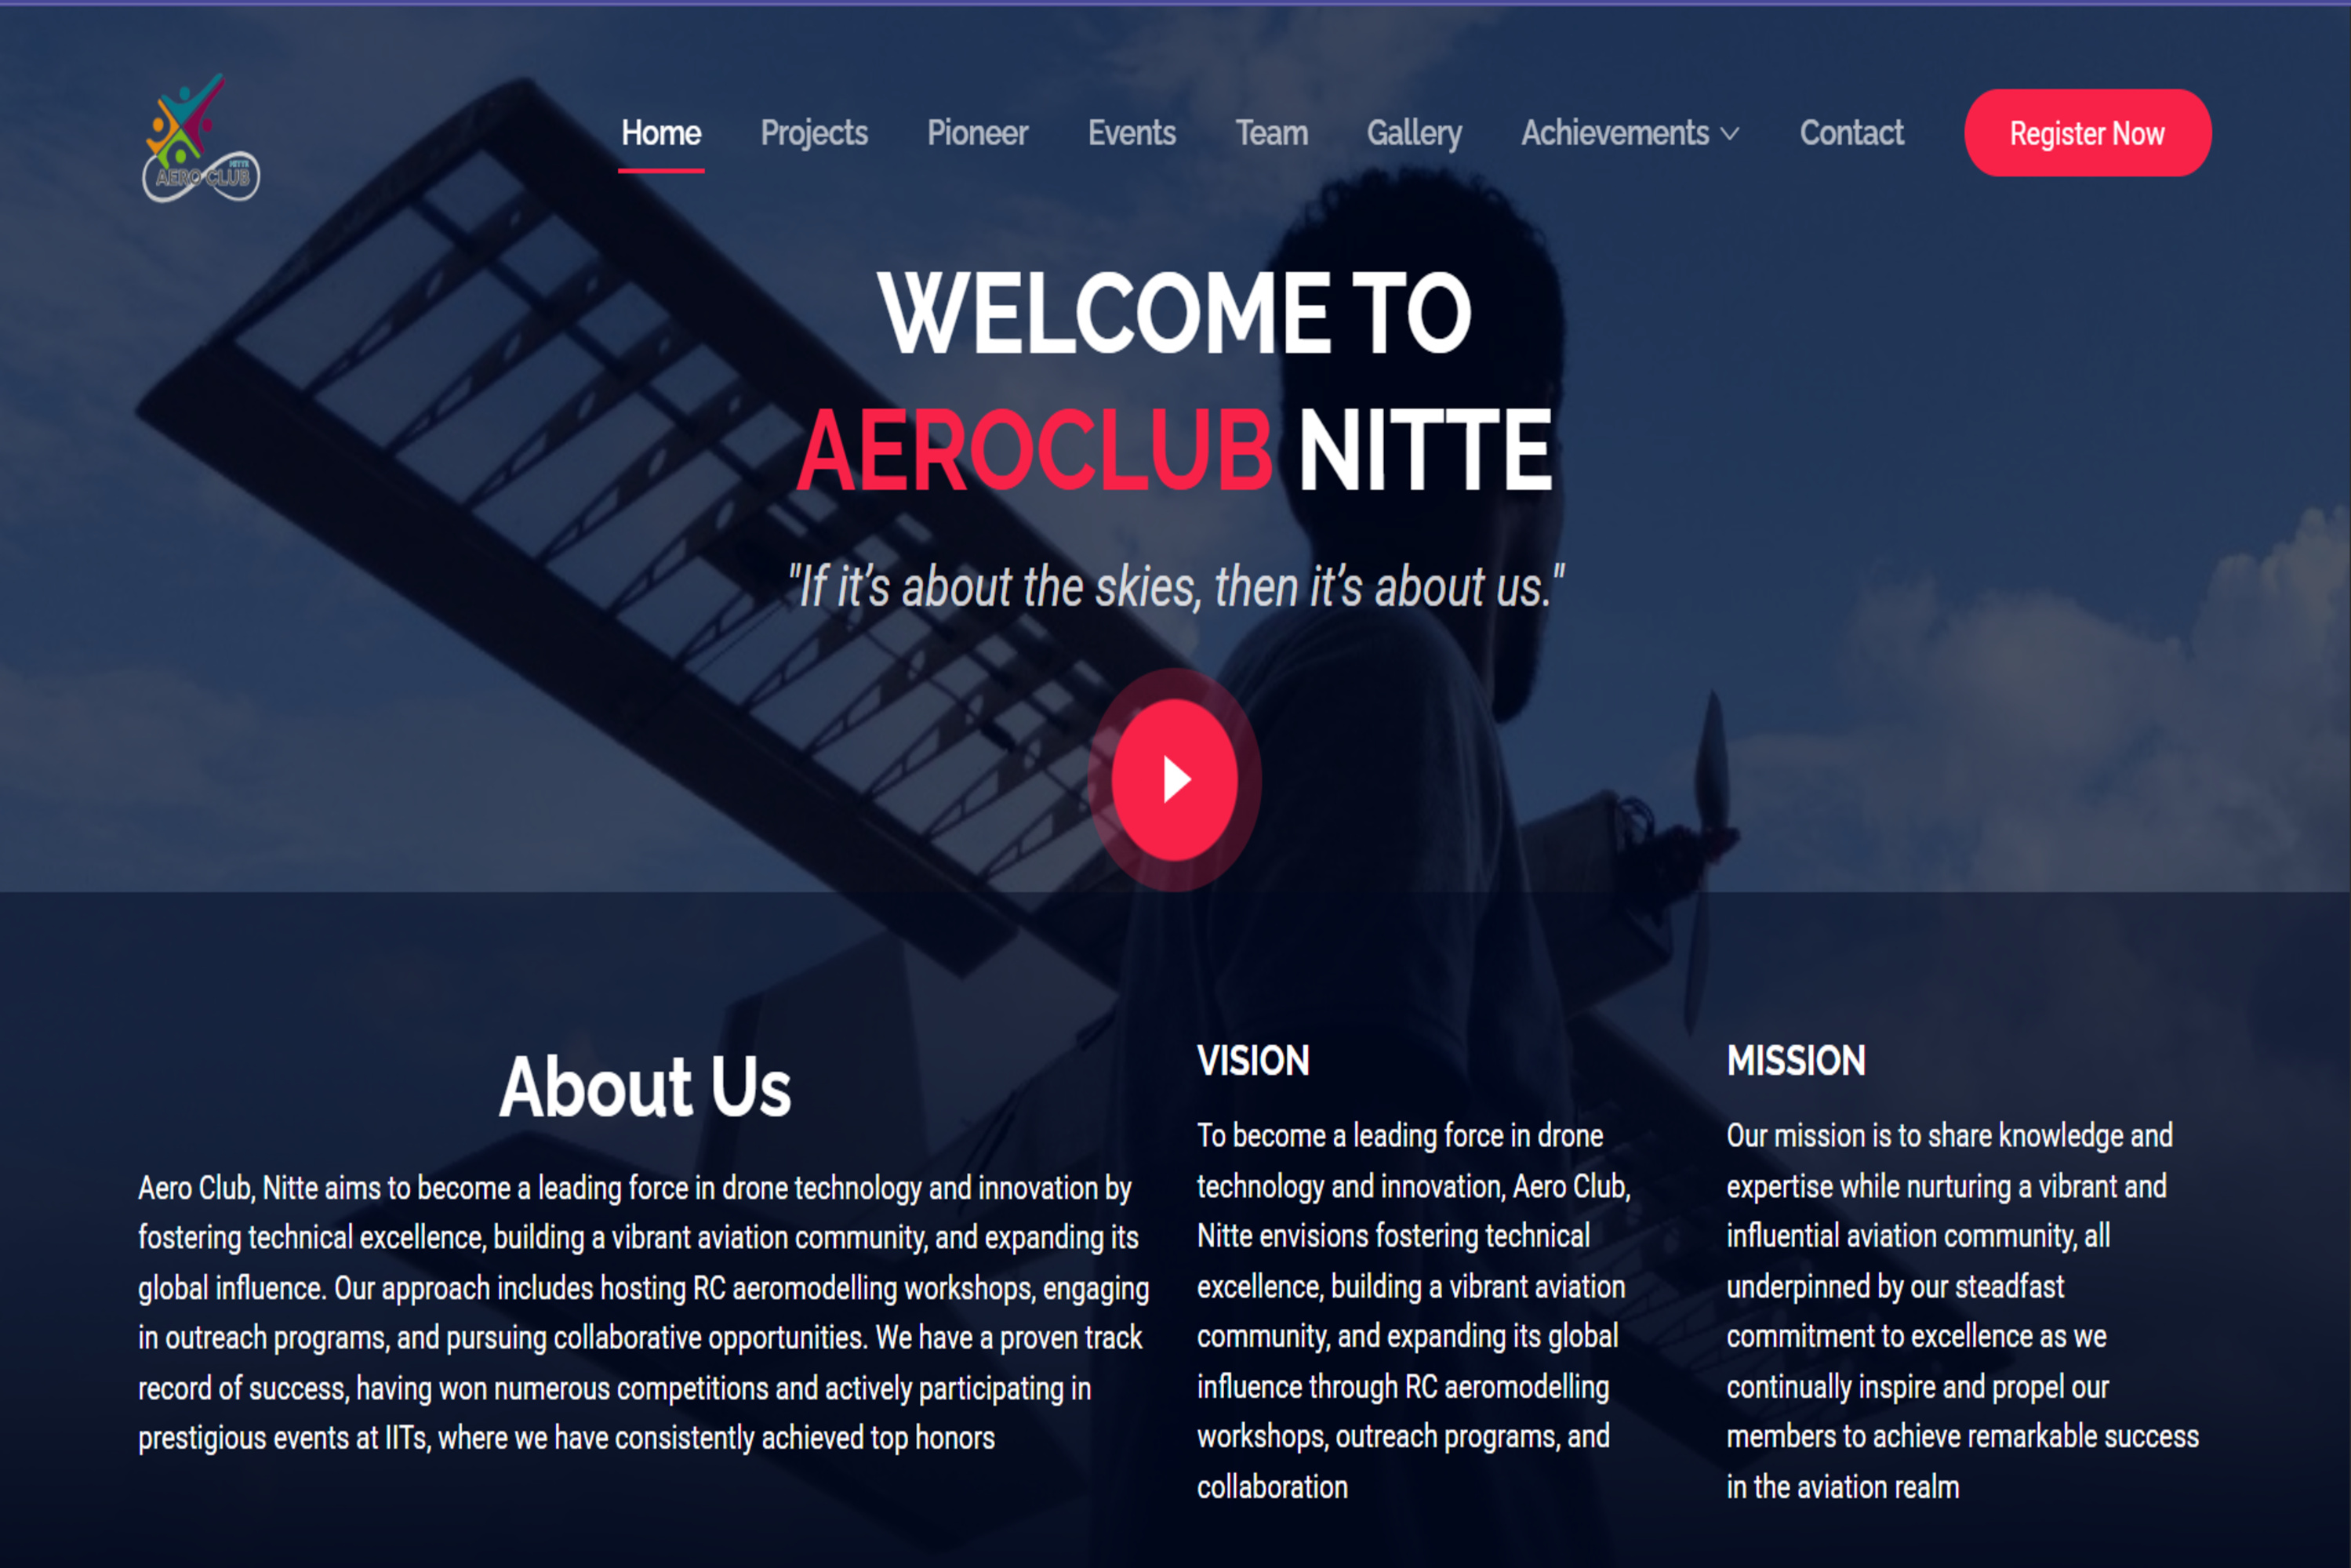 NITTE
AERO CLUB
Home Projects Pioneer Events Team Gallery Achievements Contact Register Now
WELCOME TO
AEROCLUB NITTE
"If it’s about the skies, then it’s about us."
About Us
Aero Club, Nitte aims to become a leading force in drone technology and innovation by
fostering technical excellence, building a vibrant aviation community, and expanding its
global influence. Our approach includes hosting RC aeromodelling workshops, engaging
in outreach programs, and pursuing collaborative opportunities. We have a proven track
record of success, having won numerous competitions and actively participating in
prestigious events at IITs, where we have consistently achieved top honors
VISION
To become a leading force in drone
technology and innovation, Aero Club,
Nitte envisions fostering technical
excellence, building a vibrant aviation
community, and expanding its global
influence through RC aeromodelling
workshops, outreach programs, and
collaboration
MISSION
Our mission is to share knowledge and
expertise while nurturing a vibrant and
influential aviation community, all
underpinned by our steadfast
commitment to excellence as we
continually inspire and propel our
members to achieve remarkable success
in the aviation realm